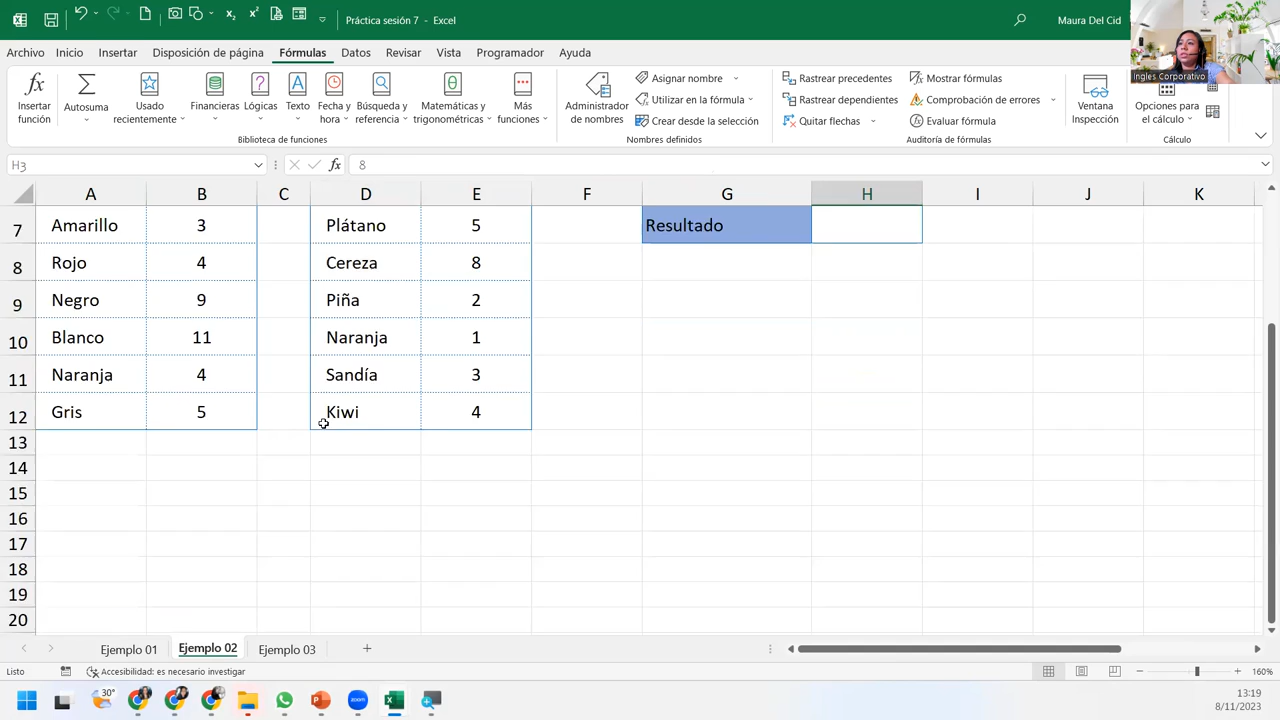 Práctica sesión 7 - Excel
Maura Del Cid
Ingles Corporativo
Archivo Inicio Insertar Disposición de página Fórmulas Datos Revisar Vista Programador Ayuda
Insertar función
Autosuma
Usado recientemente
Financieras
Lógicas
Texto
Fecha y hora
Búsqueda y referencia
Matemáticas y trigonométricas
Más funciones
Biblioteca de funciones
Administrador de nombres
Asignar nombre
Utilizar en la fórmula
Crear desde la selección
Nombres definidos
Rastrear precedentes
Rastrear dependientes
Quitar flechas
Mostrar fórmulas
Comprobación de errores
Evaluar fórmula
Auditoría de fórmulas
Ventana Inspección
Opciones para el cálculo
Cálculo
H3 fx 8
A B C D E F G H I J K
7 Amarillo 3 Plátano 5 Resultado
8 Rojo 4 Cereza 8
9 Negro 9 Piña 2
10 Blanco 11 Naranja 1
11 Naranja 4 Sandía 3
12 Gris 5 Kiwi 4
13
14
15
16
17
18
19
20
Ejemplo 01 Ejemplo 02 Ejemplo 03
Listo Accesibilidad: es necesario investigar 160%
30° 13:19
8/11/2023